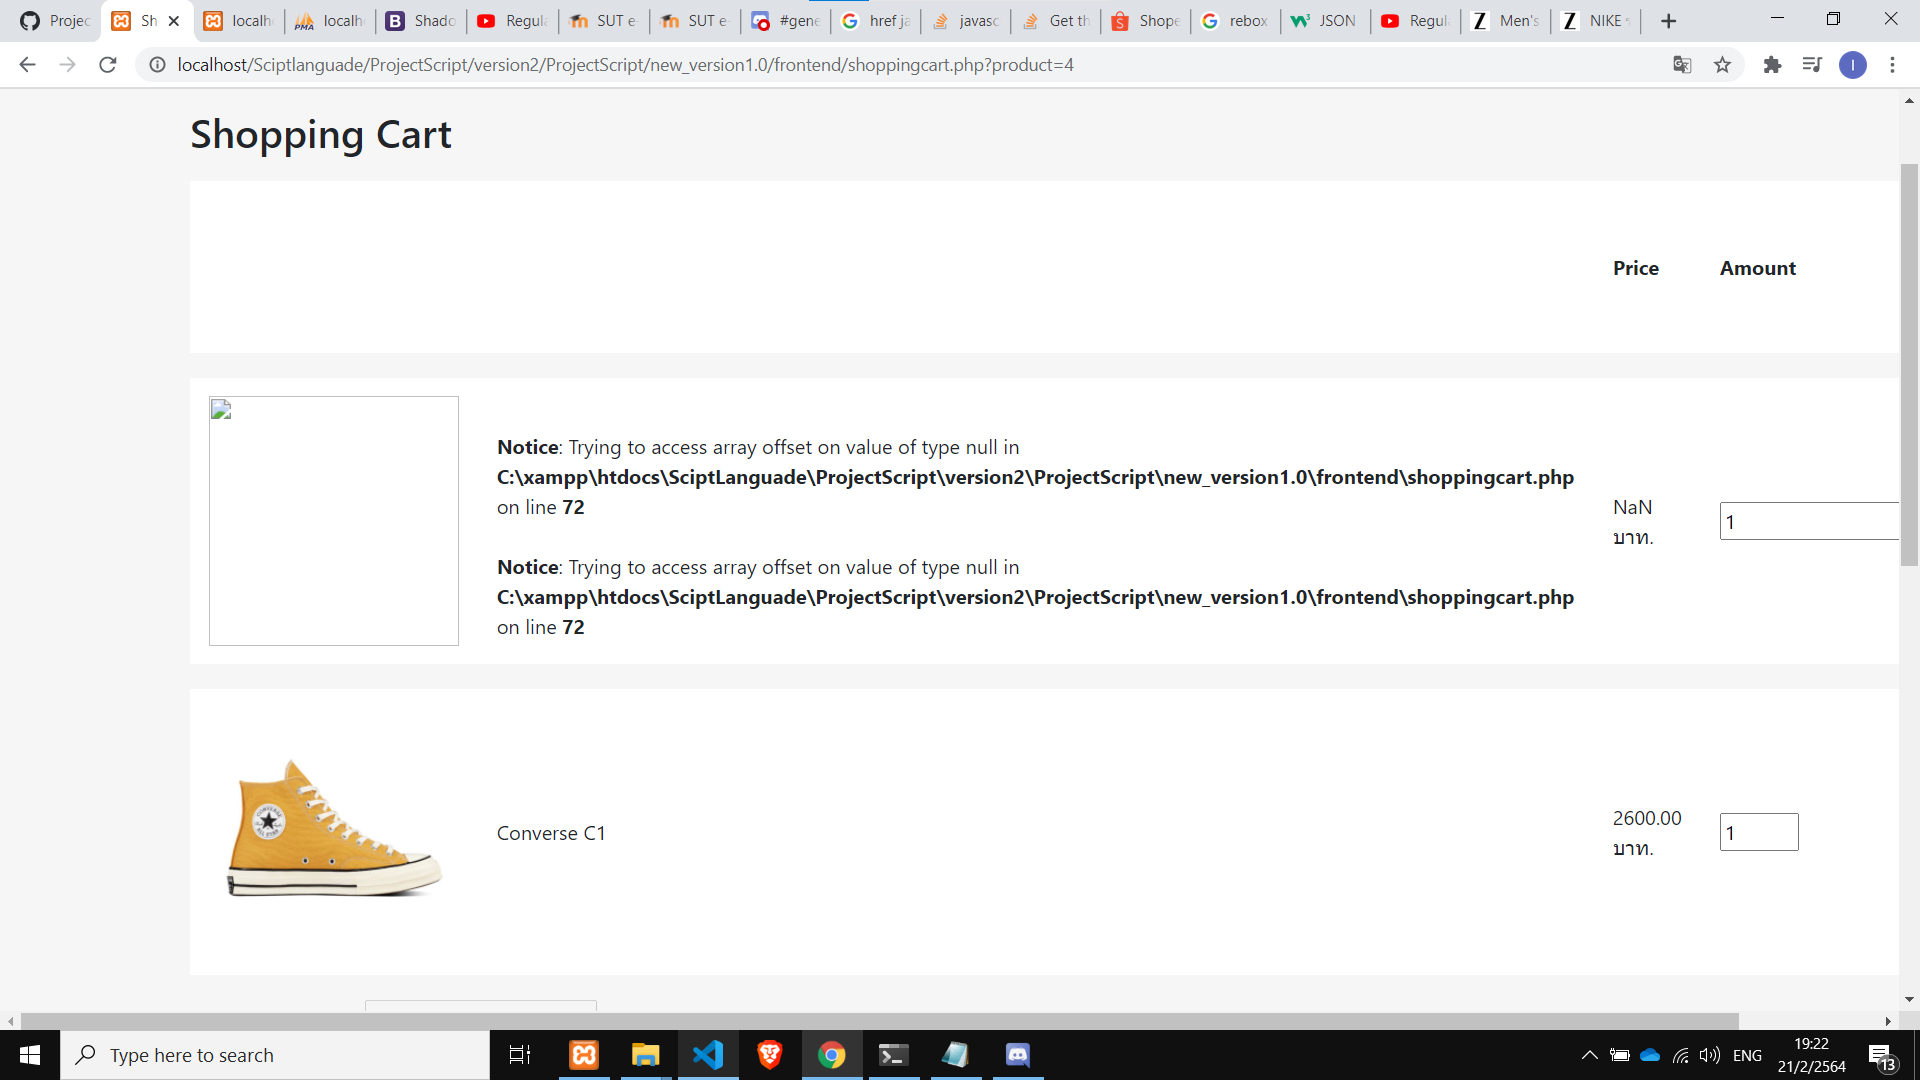 Projec
Sh
localh
localh
Shado
Regula
SUT e-
SUT e-
#gene
href ja
javasc
Get th
Shope
rebox
JSON
Regula
Men's
NIKE
localhost/Sciptlanguade/ProjectScript/version2/ProjectScript/new_version1.0/frontend/shoppingcart.php?product=4
I
Shopping Cart
Price
Amount
Notice: Trying to access array offset on value of type null in
C:\xampp\htdocs\SciptLanguade\ProjectScript\version2\ProjectScript\new_version1.0\frontend\shoppingcart.php
on line 72
Notice: Trying to access array offset on value of type null in
C:\xampp\htdocs\SciptLanguade\ProjectScript\version2\ProjectScript\new_version1.0\frontend\shoppingcart.php
on line 72
NaN
บาท.
1
CONVERSE
ALL STAR
Converse C1
2600.00
บาท.
1
Type here to search
ENG
19:22
21/2/2564
13